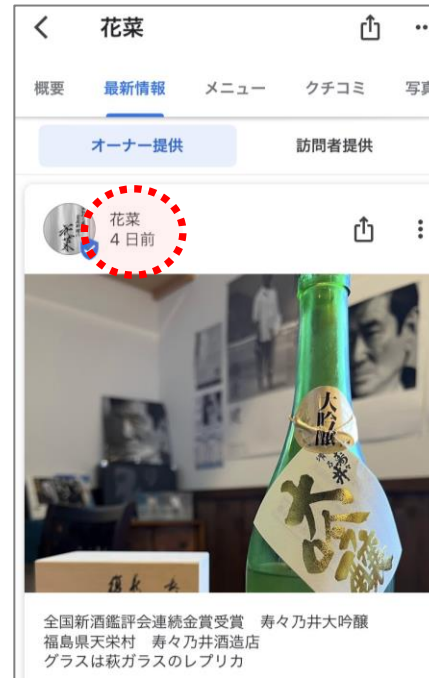 花菜
概要 最新情報 メニュー クチコミ 写真
オーナー提供 訪問者提供
花菜
4 日前
大吟醸
大吟醸
全国新酒鑑評会連続金賞受賞 寿々乃井大吟醸
福島県天栄村 寿々乃井酒造店
グラスは萩ガラスのレプリカ